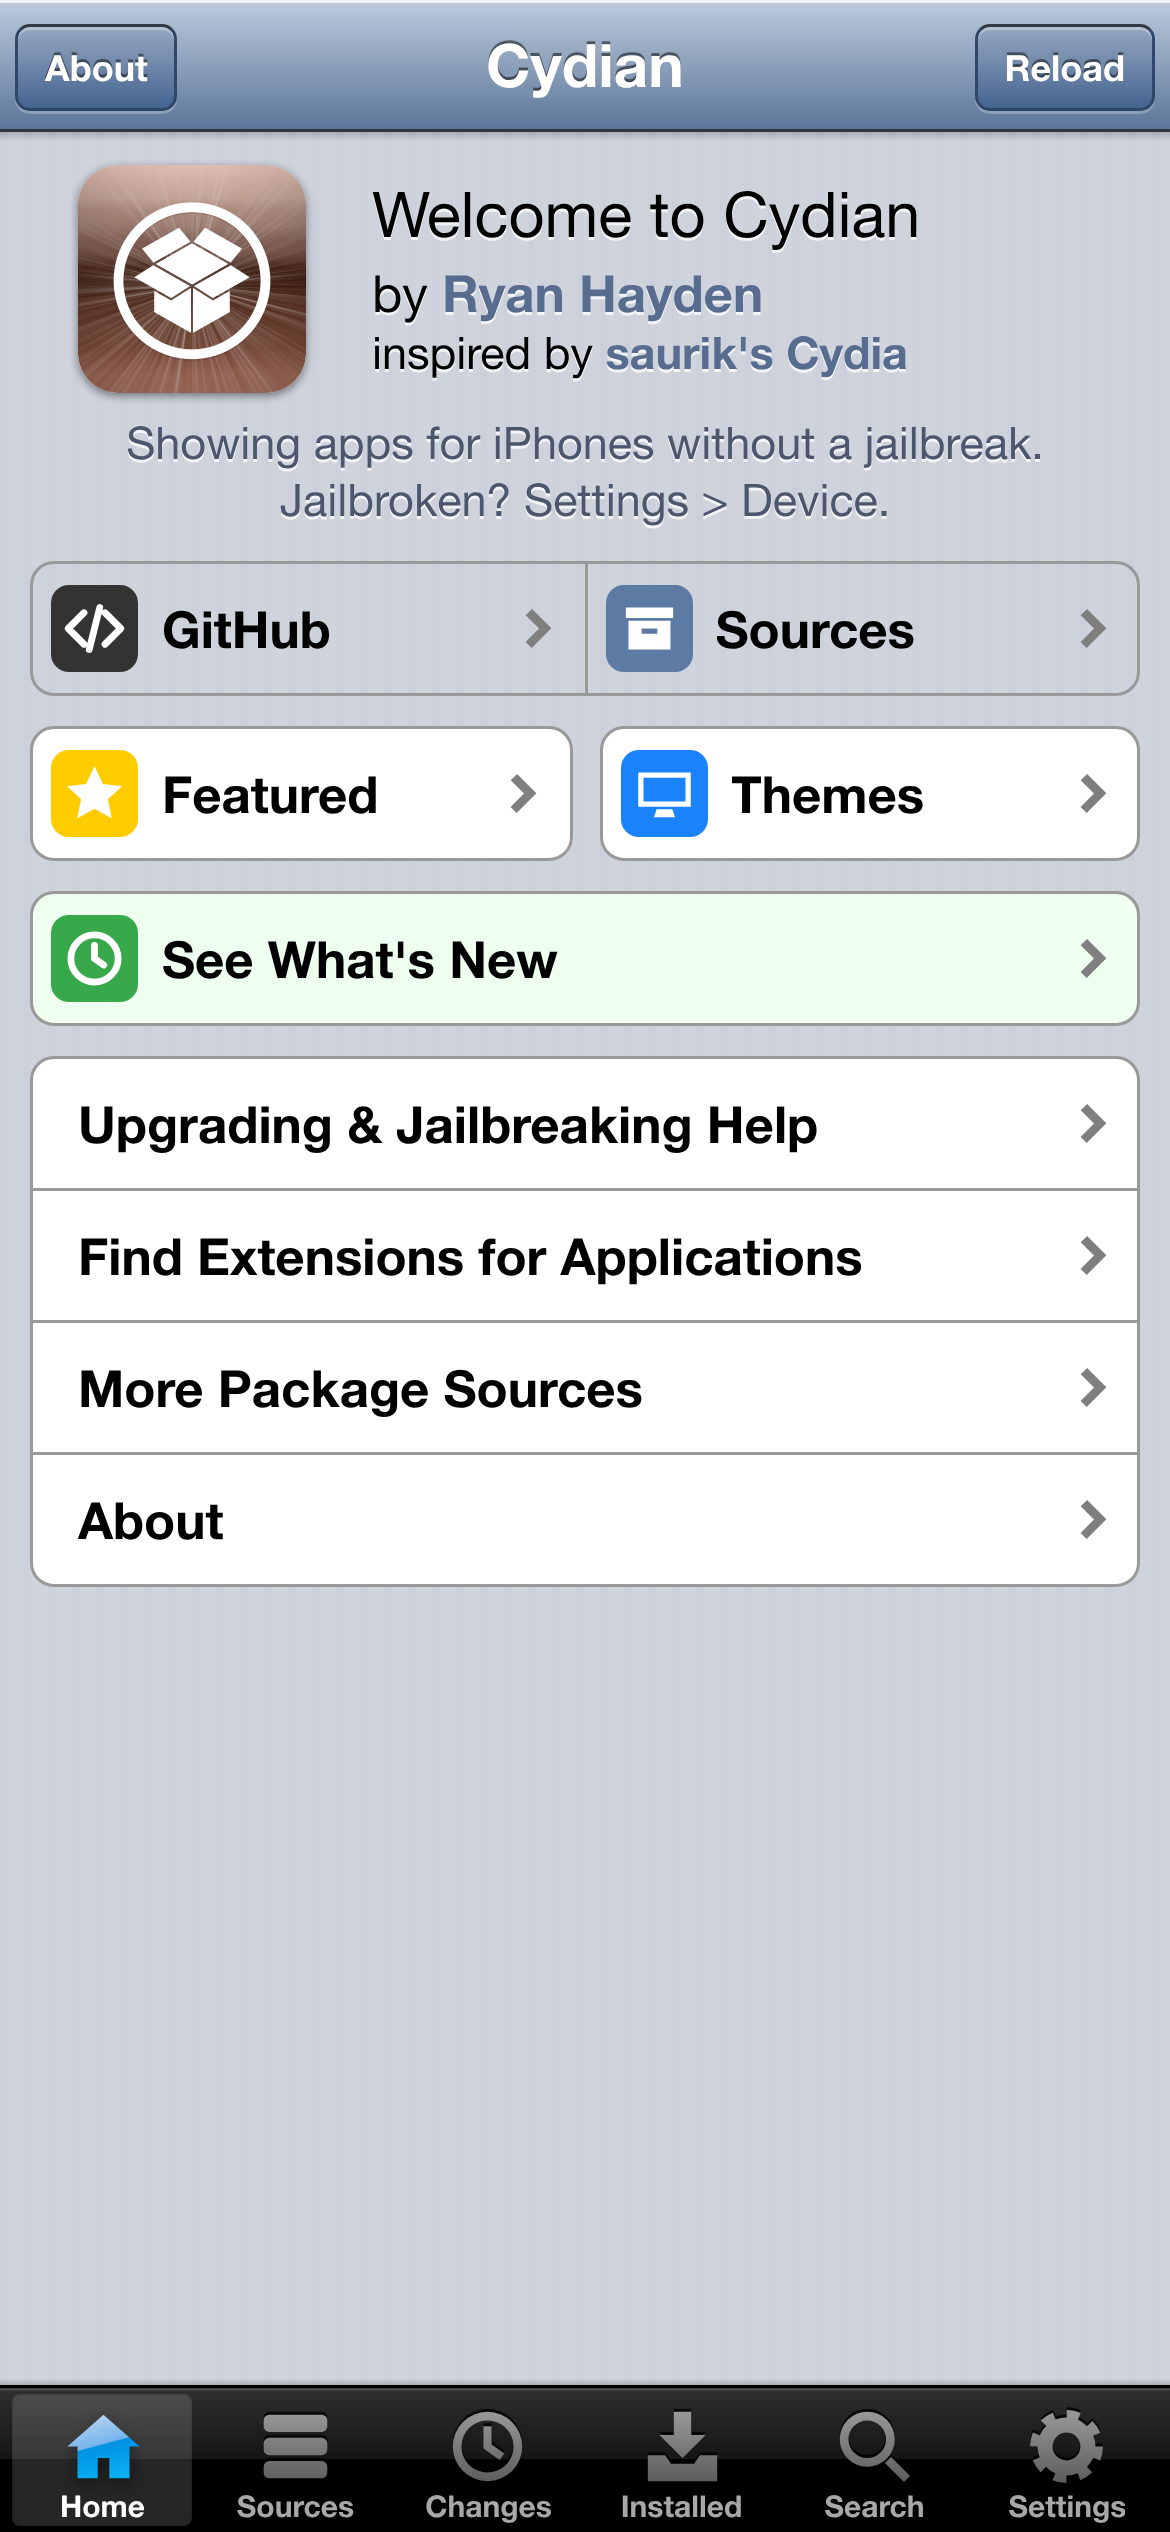 About
Cydian
Reload
Welcome to Cydian
by Ryan Hayden
inspired by saurik's Cydia
Showing apps for iPhones without a jailbreak.
Jailbroken? Settings > Device.
GitHub
Sources
Featured
Themes
See What's New
Upgrading & Jailbreaking Help
Find Extensions for Applications
More Package Sources
About
Home
Sources
Changes
Installed
Search
Settings